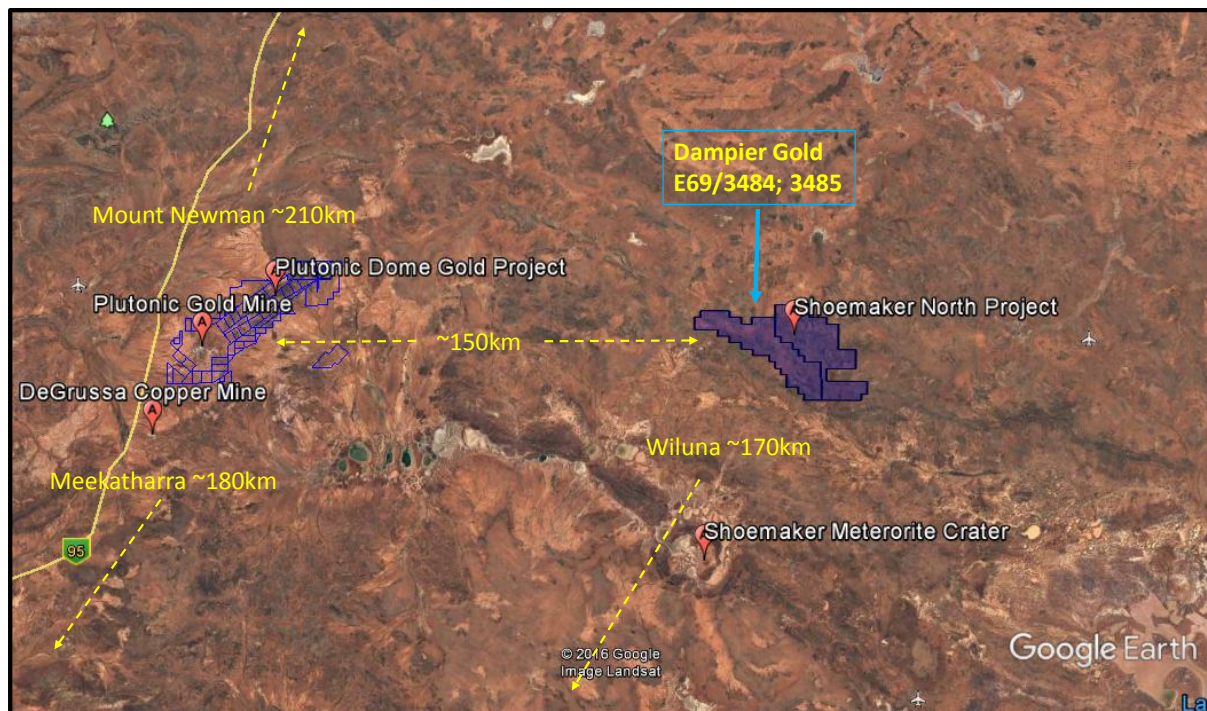 Dampier Gold
E69/3484; 3485
Mount Newman ~210km
Plutonic Dome Gold Project
Plutonic Gold Mine
Shoemaker North Project
~150km
DeGrussa Copper Mine
Wiluna ~170km
Meekatharra ~180km
Shoemaker Meterorite Crater
95
© 2016 Google
Image Landsat
Google Earth
La
A
A
A
A